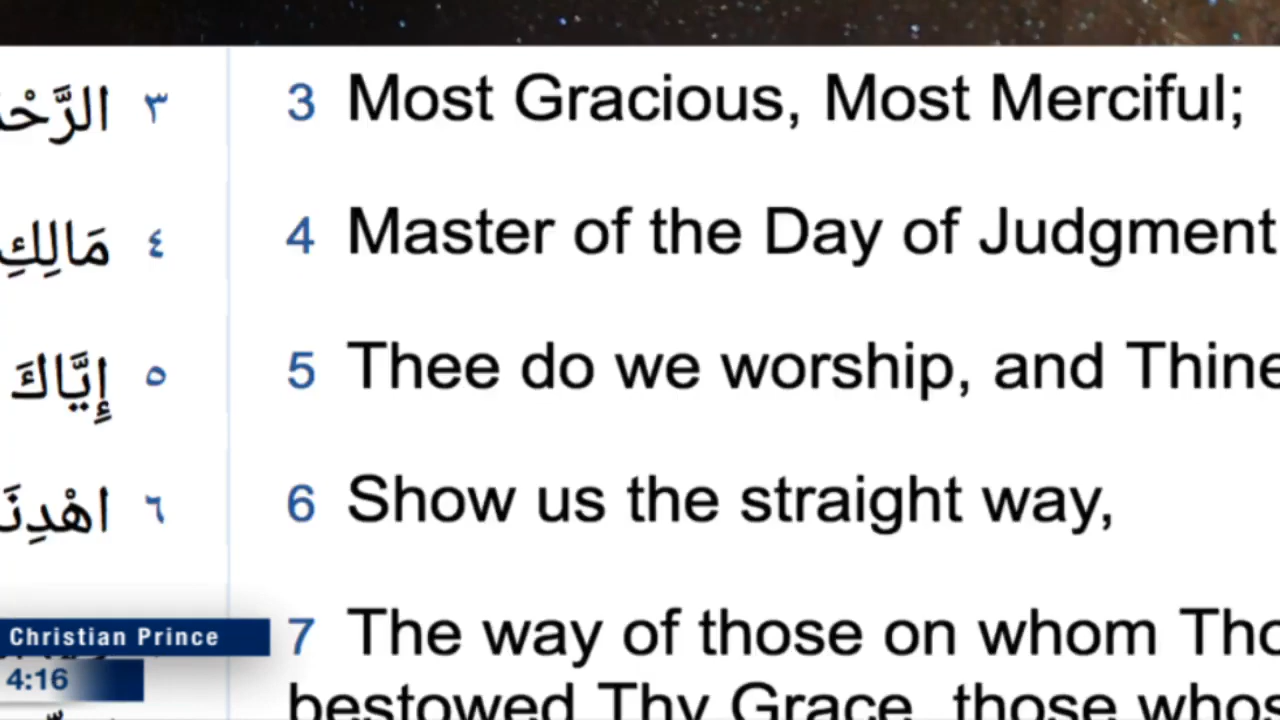 الرَّحْ ٣ 3 Most Gracious, Most Merciful;
مَالِكِ ٤ 4 Master of the Day of Judgment
إِيَّاكَ ٥ 5 Thee do we worship, and Thine
اهْدِنَ ٦ 6 Show us the straight way,
7 The way of those on whom Tho
bestowed Thy Grace, those whos
Christian Prince
4:16